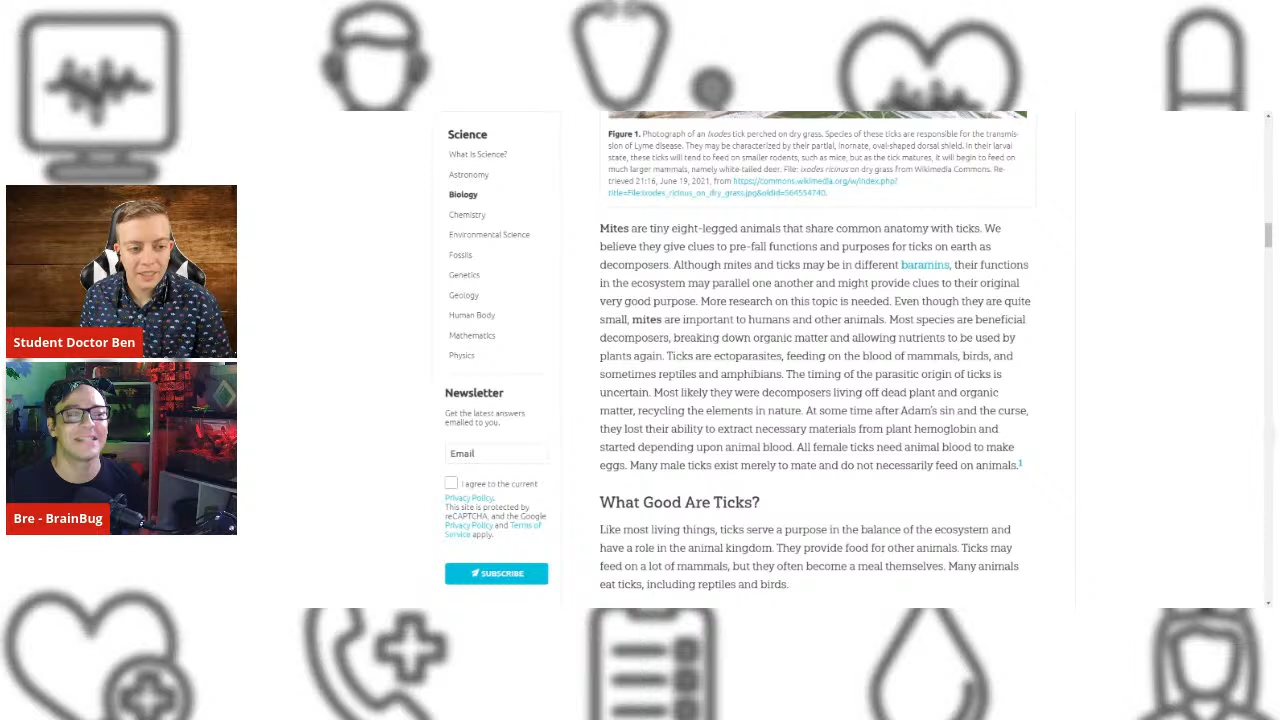 Science
What Is Science?
Astronomy
Biology
Chemistry
Environmental Science
Fossils
Genetics
Geology
Human Body
Mathematics
Physics
Newsletter
Get the latest answers
emailed to you.
Email
I agree to the current
Privacy Policy.
This site is protected by
reCAPTCHA, and the Google
Privacy Policy and Terms of
Service apply.
SUBSCRIBE
Figure 1. Photograph of an Ixodes tick perched on dry grass. Species of these ticks are responsible for the transmis-
sion of Lyme disease. They may be characterized by their partial, inornate, oval-shaped dorsal shield. In their larval
state, these ticks will tend to feed on smaller rodents, such as mice, but as the tick matures, it will begin to feed on
much larger mammals, namely white-tailed deer. File: Ixodes ricinus on dry grass from Wikimedia Commons. Re-
trieved 21:16, June 19, 2021, from https://commons.wikimedia.org/w/index.php?
title=File:Ixodes_ricinus_on_dry_grass.jpg&oldid=564554740.
Mites are tiny eight-legged animals that share common anatomy with ticks. We
believe they give clues to pre-fall functions and purposes for ticks on earth as
decomposers. Although mites and ticks may be in different baramins, their functions
in the ecosystem may parallel one another and might provide clues to their original
very good purpose. More research on this topic is needed. Even though they are quite
small, mites are important to humans and other animals. Most species are beneficial
decomposers, breaking down organic matter and allowing nutrients to be used by
plants again. Ticks are ectoparasites, feeding on the blood of mammals, birds, and
sometimes reptiles and amphibians. The timing of the parasitic origin of ticks is
uncertain. Most likely they were decomposers living off dead plant and organic
matter, recycling the elements in nature. At some time after Adam's sin and the curse,
they lost their ability to extract necessary materials from plant hemoglobin and
started depending upon animal blood. All female ticks need animal blood to make
eggs. Many male ticks exist merely to mate and do not necessarily feed on animals.1
What Good Are Ticks?
Like most living things, ticks serve a purpose in the balance of the ecosystem and
have a role in the animal kingdom. They provide food for other animals. Ticks may
feed on a lot of mammals, but they often become a meal themselves. Many animals
eat ticks, including reptiles and birds.
Student Doctor Ben
Bre - BrainBug